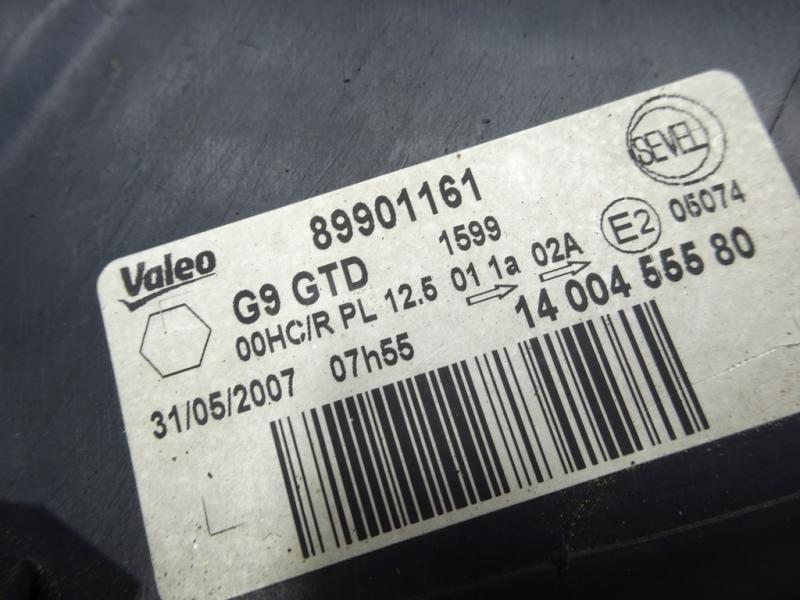 SEVEL
89901161
Valeo
1599
E2 05074
G9 GTD
00HC/R PL 12.5 01 1a 02A
14 004 555 80
31/05/2007 07h55
L